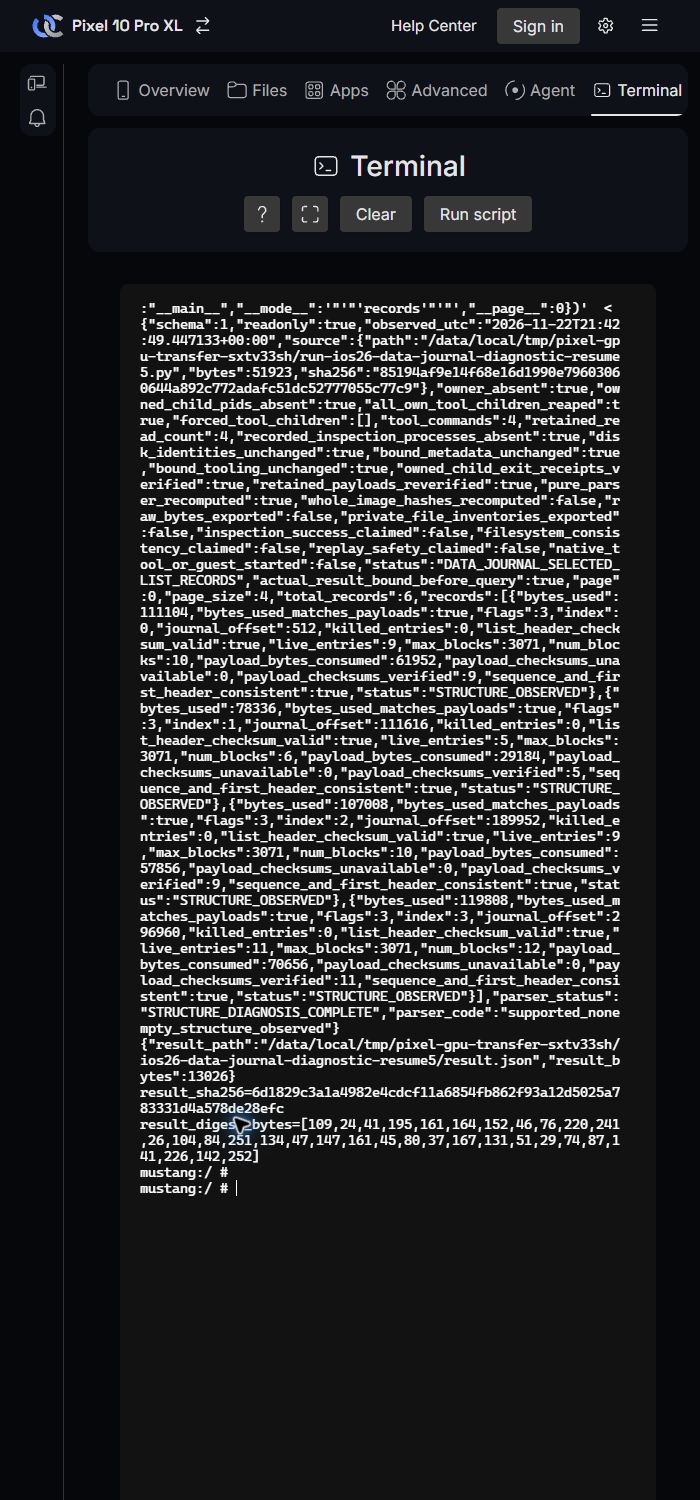 Pixel 10 Pro XL
Help Center
Sign in
Overview
Files
Apps
Advanced
Agent
Terminal
Terminal
?
Clear
Run script
:"__main__","__mode__":'"'"'records'"'"',"__page__":0})' <
{"schema":1,"readonly":true,"observed_utc":"2026-11-22T21:42
:49.447133+00:00","source":{"path":"/data/local/tmp/pixel-gp
u-transfer-sxtv33sh/run-ios26-data-journal-diagnostic-resume
5.py","bytes":51923,"sha256":"85194af9e14f68e16d1990e7960306
0644a892c772adafc51dc52777055c77c9"},"owner_absent":true,"ow
ned_child_pids_absent":true,"all_own_tool_children_reaped":t
rue,"forced_tool_children":[],"tool_commands":4,"retained_re
ad_count":4,"recorded_inspection_processes_absent":true,"dis
k_identities_unchanged":true,"bound_metadata_unchanged":true
,"bound_tooling_unchanged":true,"owned_child_exit_receipts_v
erified":true,"retained_payloads_reverified":true,"pure_pars
er_recomputed":true,"whole_image_hashes_recomputed":false,"r
aw_bytes_exported":false,"private_file_inventories_exported"
:false,"inspection_success_claimed":false,"filesystem_consis
tency_claimed":false,"replay_safety_claimed":false,"native_t
ool_or_guest_started":false,"status":"DATA_JOURNAL_SELECTED_
LIST_RECORDS","actual_result_bound_before_query":true,"page"
:0,"page_size":4,"total_records":6,"records":[{"bytes_used":
111104,"bytes_used_matches_payloads":true,"flags":3,"index":
0,"journal_offset":512,"killed_entries":0,"list_header_check
sum_valid":true,"live_entries":9,"max_blocks":3071,"num_bloc
ks":10,"payload_bytes_consumed":61952,"payload_checksums_una
vailable":0,"payload_checksums_verified":9,"sequence_and_fir
st_header_consistent":true,"status":"STRUCTURE_OBSERVED"},{"
bytes_used":78336,"bytes_used_matches_payloads":true,"flags"
:3,"index":1,"journal_offset":111616,"killed_entries":0,"lis
t_header_checksum_valid":true,"live_entries":5,"max_blocks":
3071,"num_blocks":6,"payload_bytes_consumed":29184,"payload_
checksums_unavailable":0,"payload_checksums_verified":5,"seq
uence_and_first_header_consistent":true,"status":"STRUCTURE_
OBSERVED"},{"bytes_used":107008,"bytes_used_matches_payloads
":true,"flags":3,"index":2,"journal_offset":189952,"killed_e
ntries":0,"list_header_checksum_valid":true,"live_entries":9
,"max_blocks":3071,"num_blocks":10,"payload_bytes_consumed":
57856,"payload_checksums_unavailable":0,"payload_checksums_v
erified":9,"sequence_and_first_header_consistent":true,"stat
us":"STRUCTURE_OBSERVED"},{"bytes_used":119808,"bytes_used_m
atches_payloads":true,"flags":3,"index":3,"journal_offset":2
96960,"killed_entries":0,"list_header_checksum_valid":true,"
live_entries":11,"max_blocks":3071,"num_blocks":12,"payload_
bytes_consumed":70656,"payload_checksums_unavailable":0,"pay
load_checksums_verified":11,"sequence_and_first_header_consi
stent":true,"status":"STRUCTURE_OBSERVED"}],"parser_status":
"STRUCTURE_DIAGNOSIS_COMPLETE","parser_code":"supported_none
mpty_structure_observed"}
{"result_path":"/data/local/tmp/pixel-gpu-transfer-sxtv33sh/
ios26-data-journal-diagnostic-resume5/result.json","result_b
ytes":13026}
result_sha256=6d1829c3a1a4982e4cdcf11a6854fb862f93a12d5025a7
83331d4a578de28efc
result_digest_bytes=[109,24,41,195,161,164,152,46,76,220,241
,26,104,84,251,134,47,147,161,45,80,37,167,131,51,29,74,87,1
41,226,142,252]
mustang:/ #
mustang:/ #